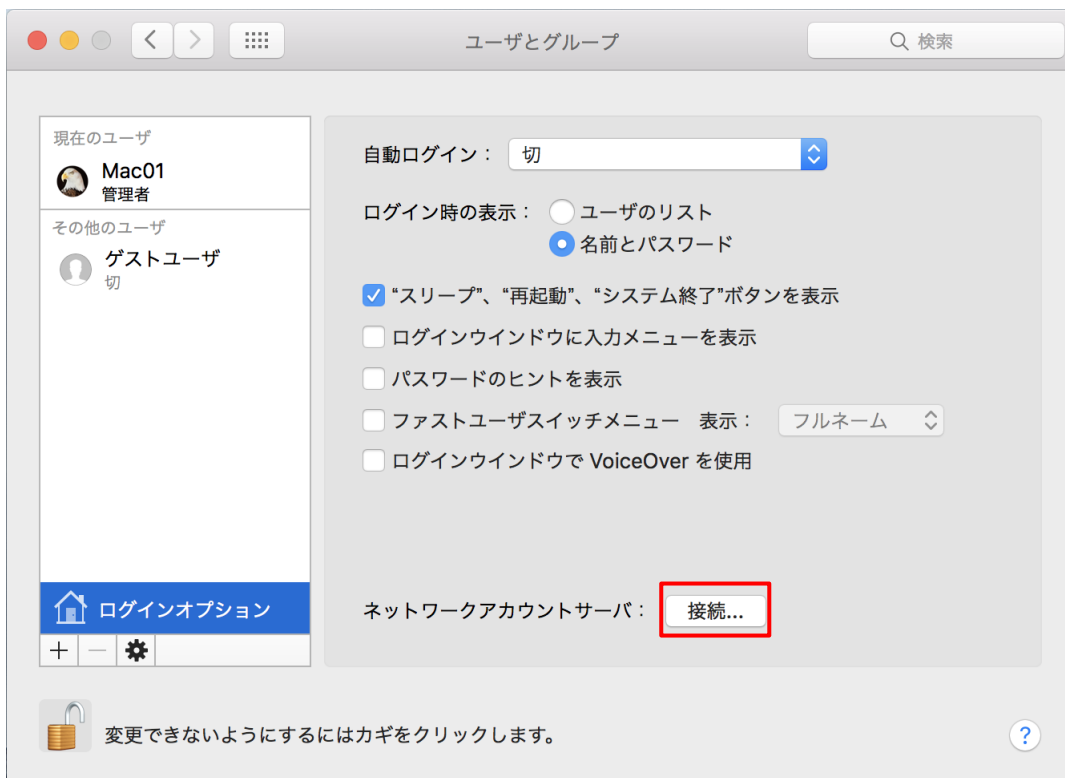 ユーザとグループ
検索
現在のユーザ
Mac01
管理者
その他のユーザ
ゲストユーザ
切
ログインオプション
自動ログイン： 切
ログイン時の表示： ユーザのリスト
名前とパスワード
“スリープ”、“再起動”、“システム終了”ボタンを表示
ログインウインドウに入力メニューを表示
パスワードのヒントを表示
ファストユーザスイッチメニュー 表示： フルネーム
ログインウインドウで VoiceOver を使用
ネットワークアカウントサーバ： 接続...
変更できないようにするにはカギをクリックします。
?